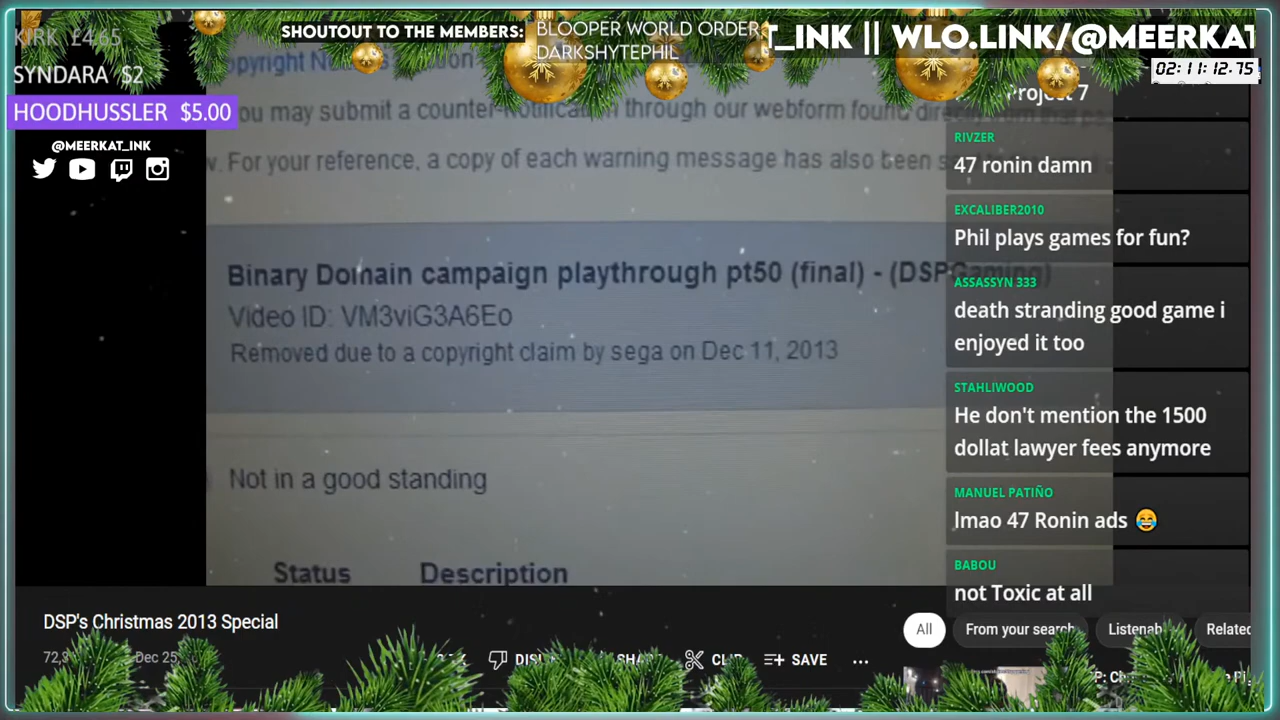 KIRK £4.65
SYNDARA $2
HOODHUSSLER $5.00
@MEERKAT_INK
SHOUTOUT TO THE MEMBERS:
BLOOPER WORLD ORDER
DARKSHYTEPHIL
T_INK || WLO.LINK/@MEERKAT
02:11:12.75
ou may submit a counter-notification through our webform found
For your reference, a copy of each warning message has also been
Binary Domain campaign playthrough pt50 (final) - (DSPGaming)
Video ID: VM3viG3A6Eo
Removed due to a copyright claim by sega on Dec 11, 2013
Not in a good standing
Status Description
DSP's Christmas 2013 Special
Dec 25,
CLIP
SAVE
...
Project 7
RIVZER
47 ronin damn
EXCALIBER2010
Phil plays games for fun?
ASSASSYN 333
death stranding good game i
enjoyed it too
STAHLIWOOD
He don't mention the 1500
dollat lawyer fees anymore
MANUEL PATIÑO
lmao 47 Ronin ads 😂
BABOU
not Toxic at all
All
From your search
Listenab
Related